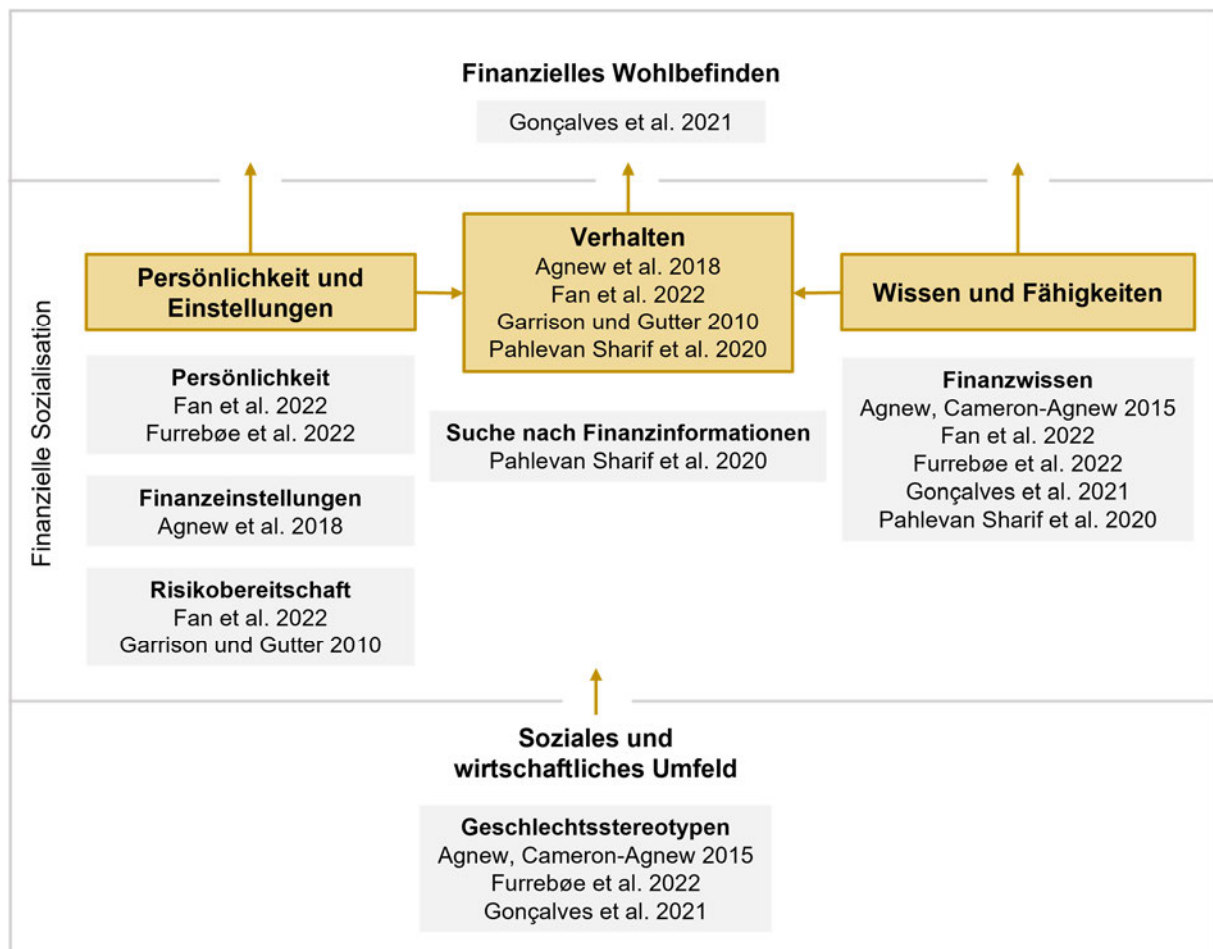 Finanzielles Wohlbefinden
Gonçalves et al. 2021
Finanzielle Sozialisation
Persönlichkeit und
Einstellungen
Persönlichkeit
Fan et al. 2022
Furrebøe et al. 2022
Finanzeinstellungen
Agnew et al. 2018
Risikobereitschaft
Fan et al. 2022
Garrison und Gutter 2010
Verhalten
Agnew et al. 2018
Fan et al. 2022
Garrison und Gutter 2010
Pahlevan Sharif et al. 2020
Suche nach Finanzinformationen
Pahlevan Sharif et al. 2020
Wissen und Fähigkeiten
Finanzwissen
Agnew, Cameron-Agnew 2015
Fan et al. 2022
Furrebøe et al. 2022
Gonçalves et al. 2021
Pahlevan Sharif et al. 2020
Soziales und
wirtschaftliches Umfeld
Geschlechtsstereotypen
Agnew, Cameron-Agnew 2015
Furrebøe et al. 2022
Gonçalves et al. 2021